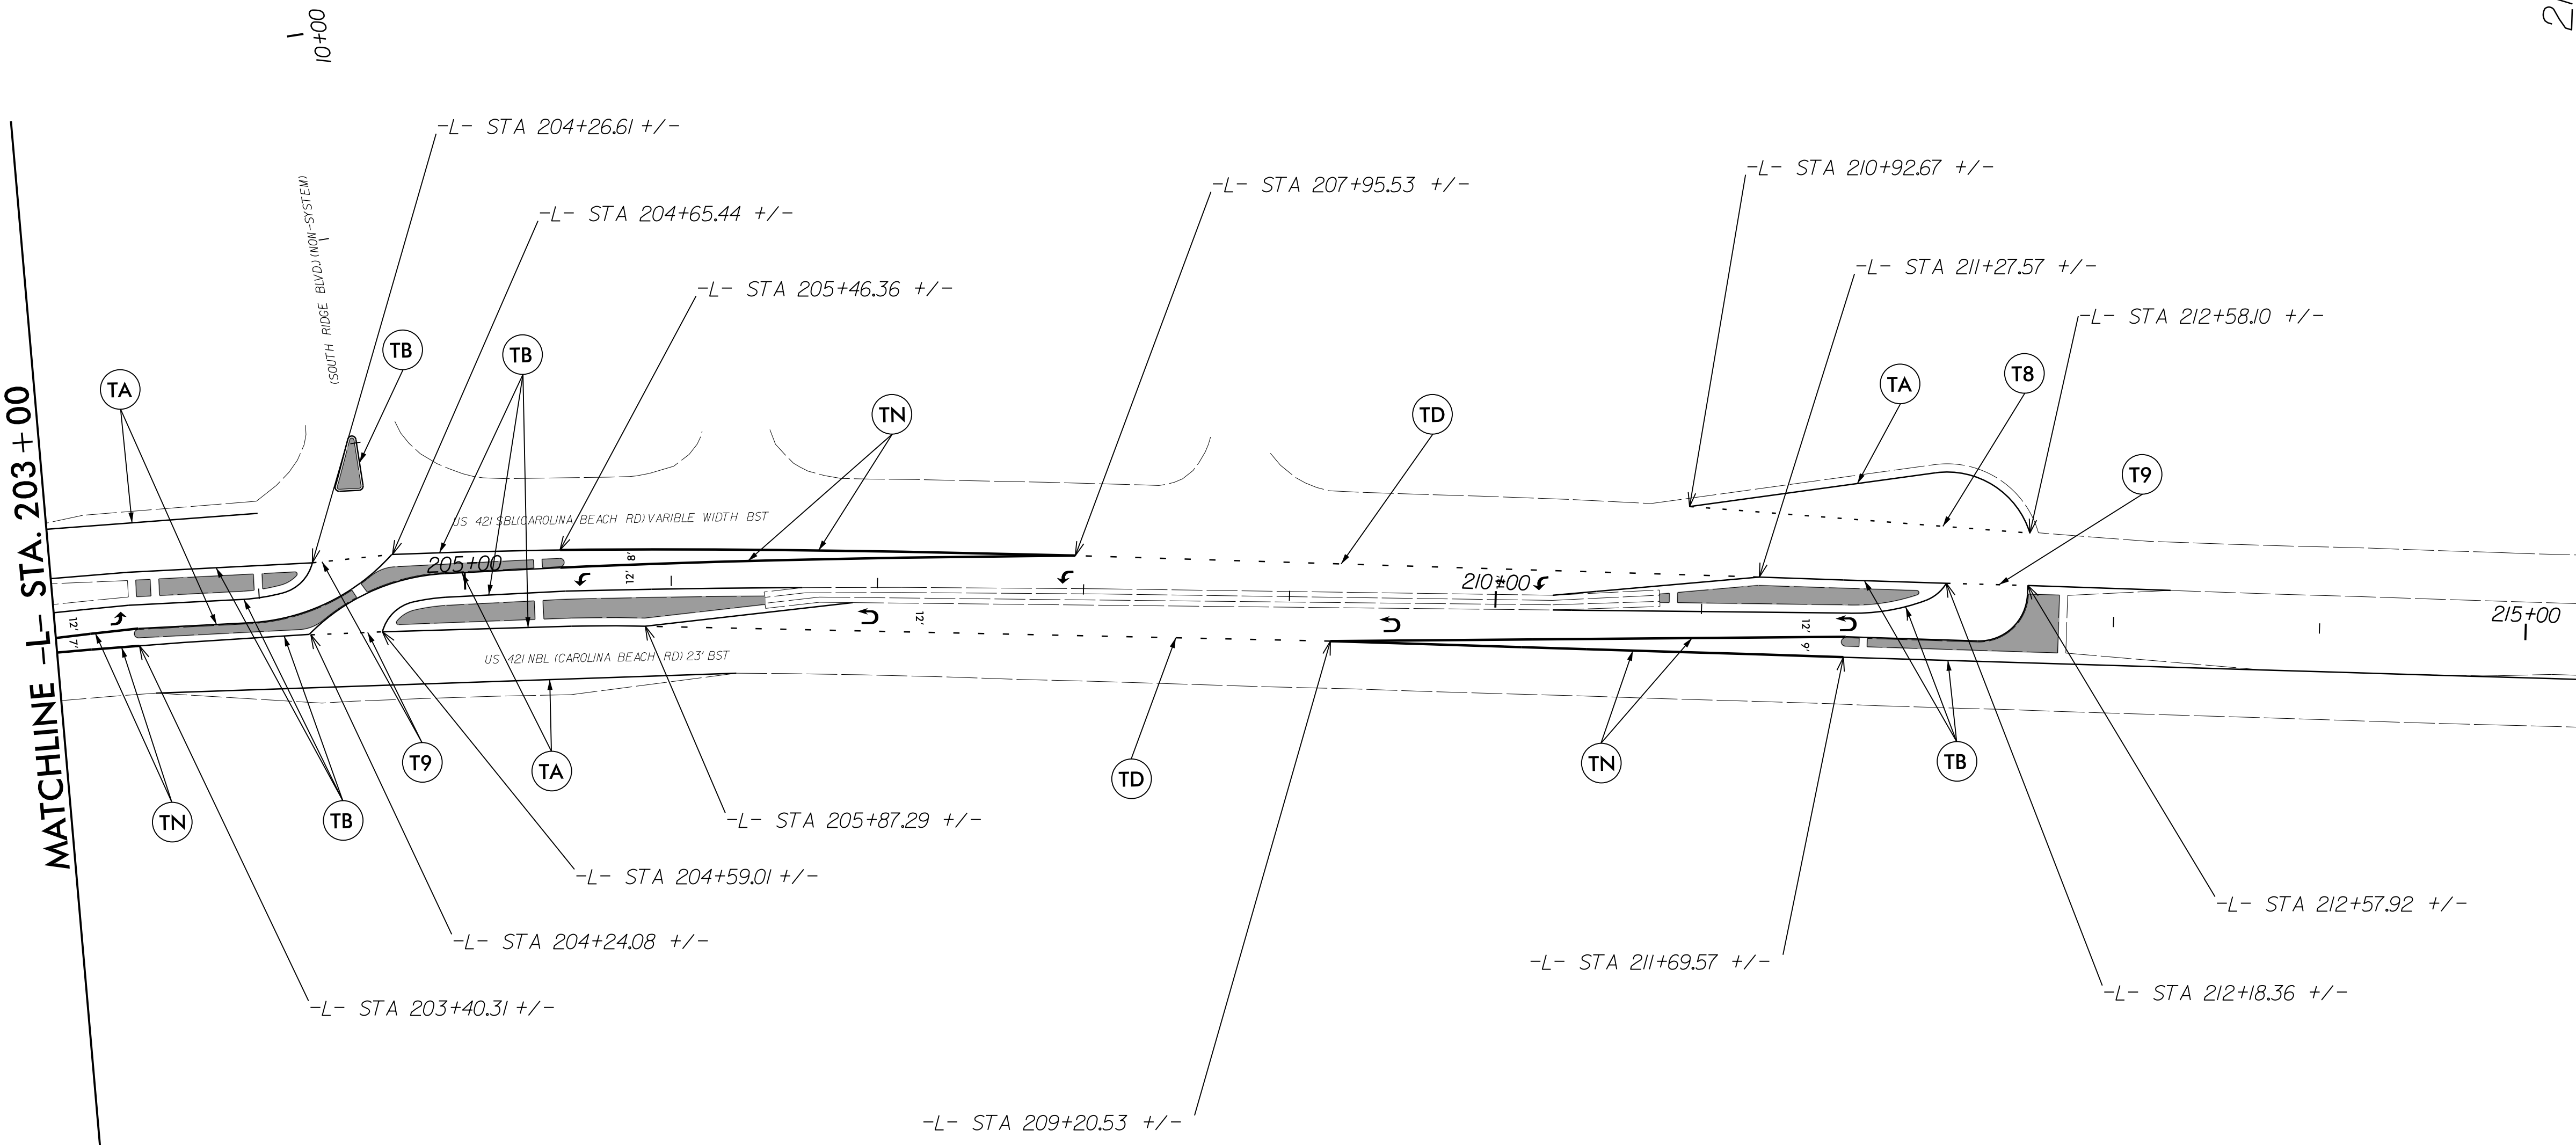 10+00
21
-L- STA 204+26.61 +/-
-L- STA 210+92.67 +/-
-L- STA 207+95.53 +/-
-L- STA 204+65.44 +/-
(SOUTH RIDGE BLVD.) (NON-SYSTEM)
-L- STA 211+27.57 +/-
-L- STA 205+46.36 +/-
-L- STA 212+58.10 +/-
TB
TB
TA
TN
TD
TA
T8
T9
MATCHLINE -L- STA. 203+00
US 421 SBL(CAROLINA BEACH RD) VARIBLE WIDTH BST
205+00
8'
12'
210+00
215+00
12'
7'
12'
12'
9'
US 421 NBL (CAROLINA BEACH RD) 23' BST
TN
TB
T9
TA
TD
TN
TB
-L- STA 205+87.29 +/-
-L- STA 204+59.01 +/-
-L- STA 212+57.92 +/-
-L- STA 204+24.08 +/-
-L- STA 211+69.57 +/-
-L- STA 212+18.36 +/-
-L- STA 203+40.31 +/-
-L- STA 209+20.53 +/-